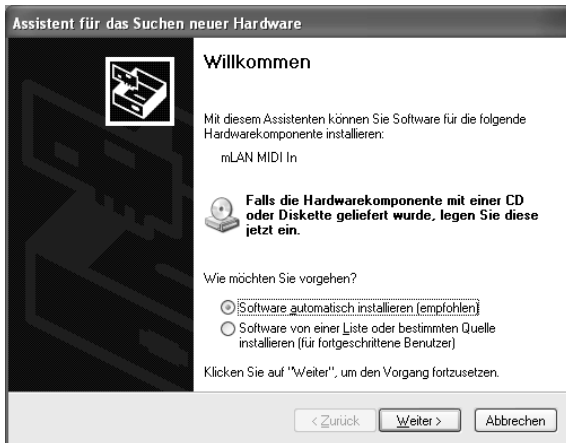 Assistent für das Suchen neuer Hardware
Willkommen
Mit diesem Assistenten können Sie Software für die folgende
Hardwarekomponente installieren:
mLAN MIDI In
Falls die Hardwarekomponente mit einer CD
oder Diskette geliefert wurde, legen Sie diese
jetzt ein.
Wie möchten Sie vorgehen?
Software automatisch installieren (empfohlen)
Software von einer Liste oder bestimmten Quelle
installieren (für fortgeschrittene Benutzer)
Klicken Sie auf "Weiter", um den Vorgang fortzusetzen.
< Zurück Weiter > Abbrechen